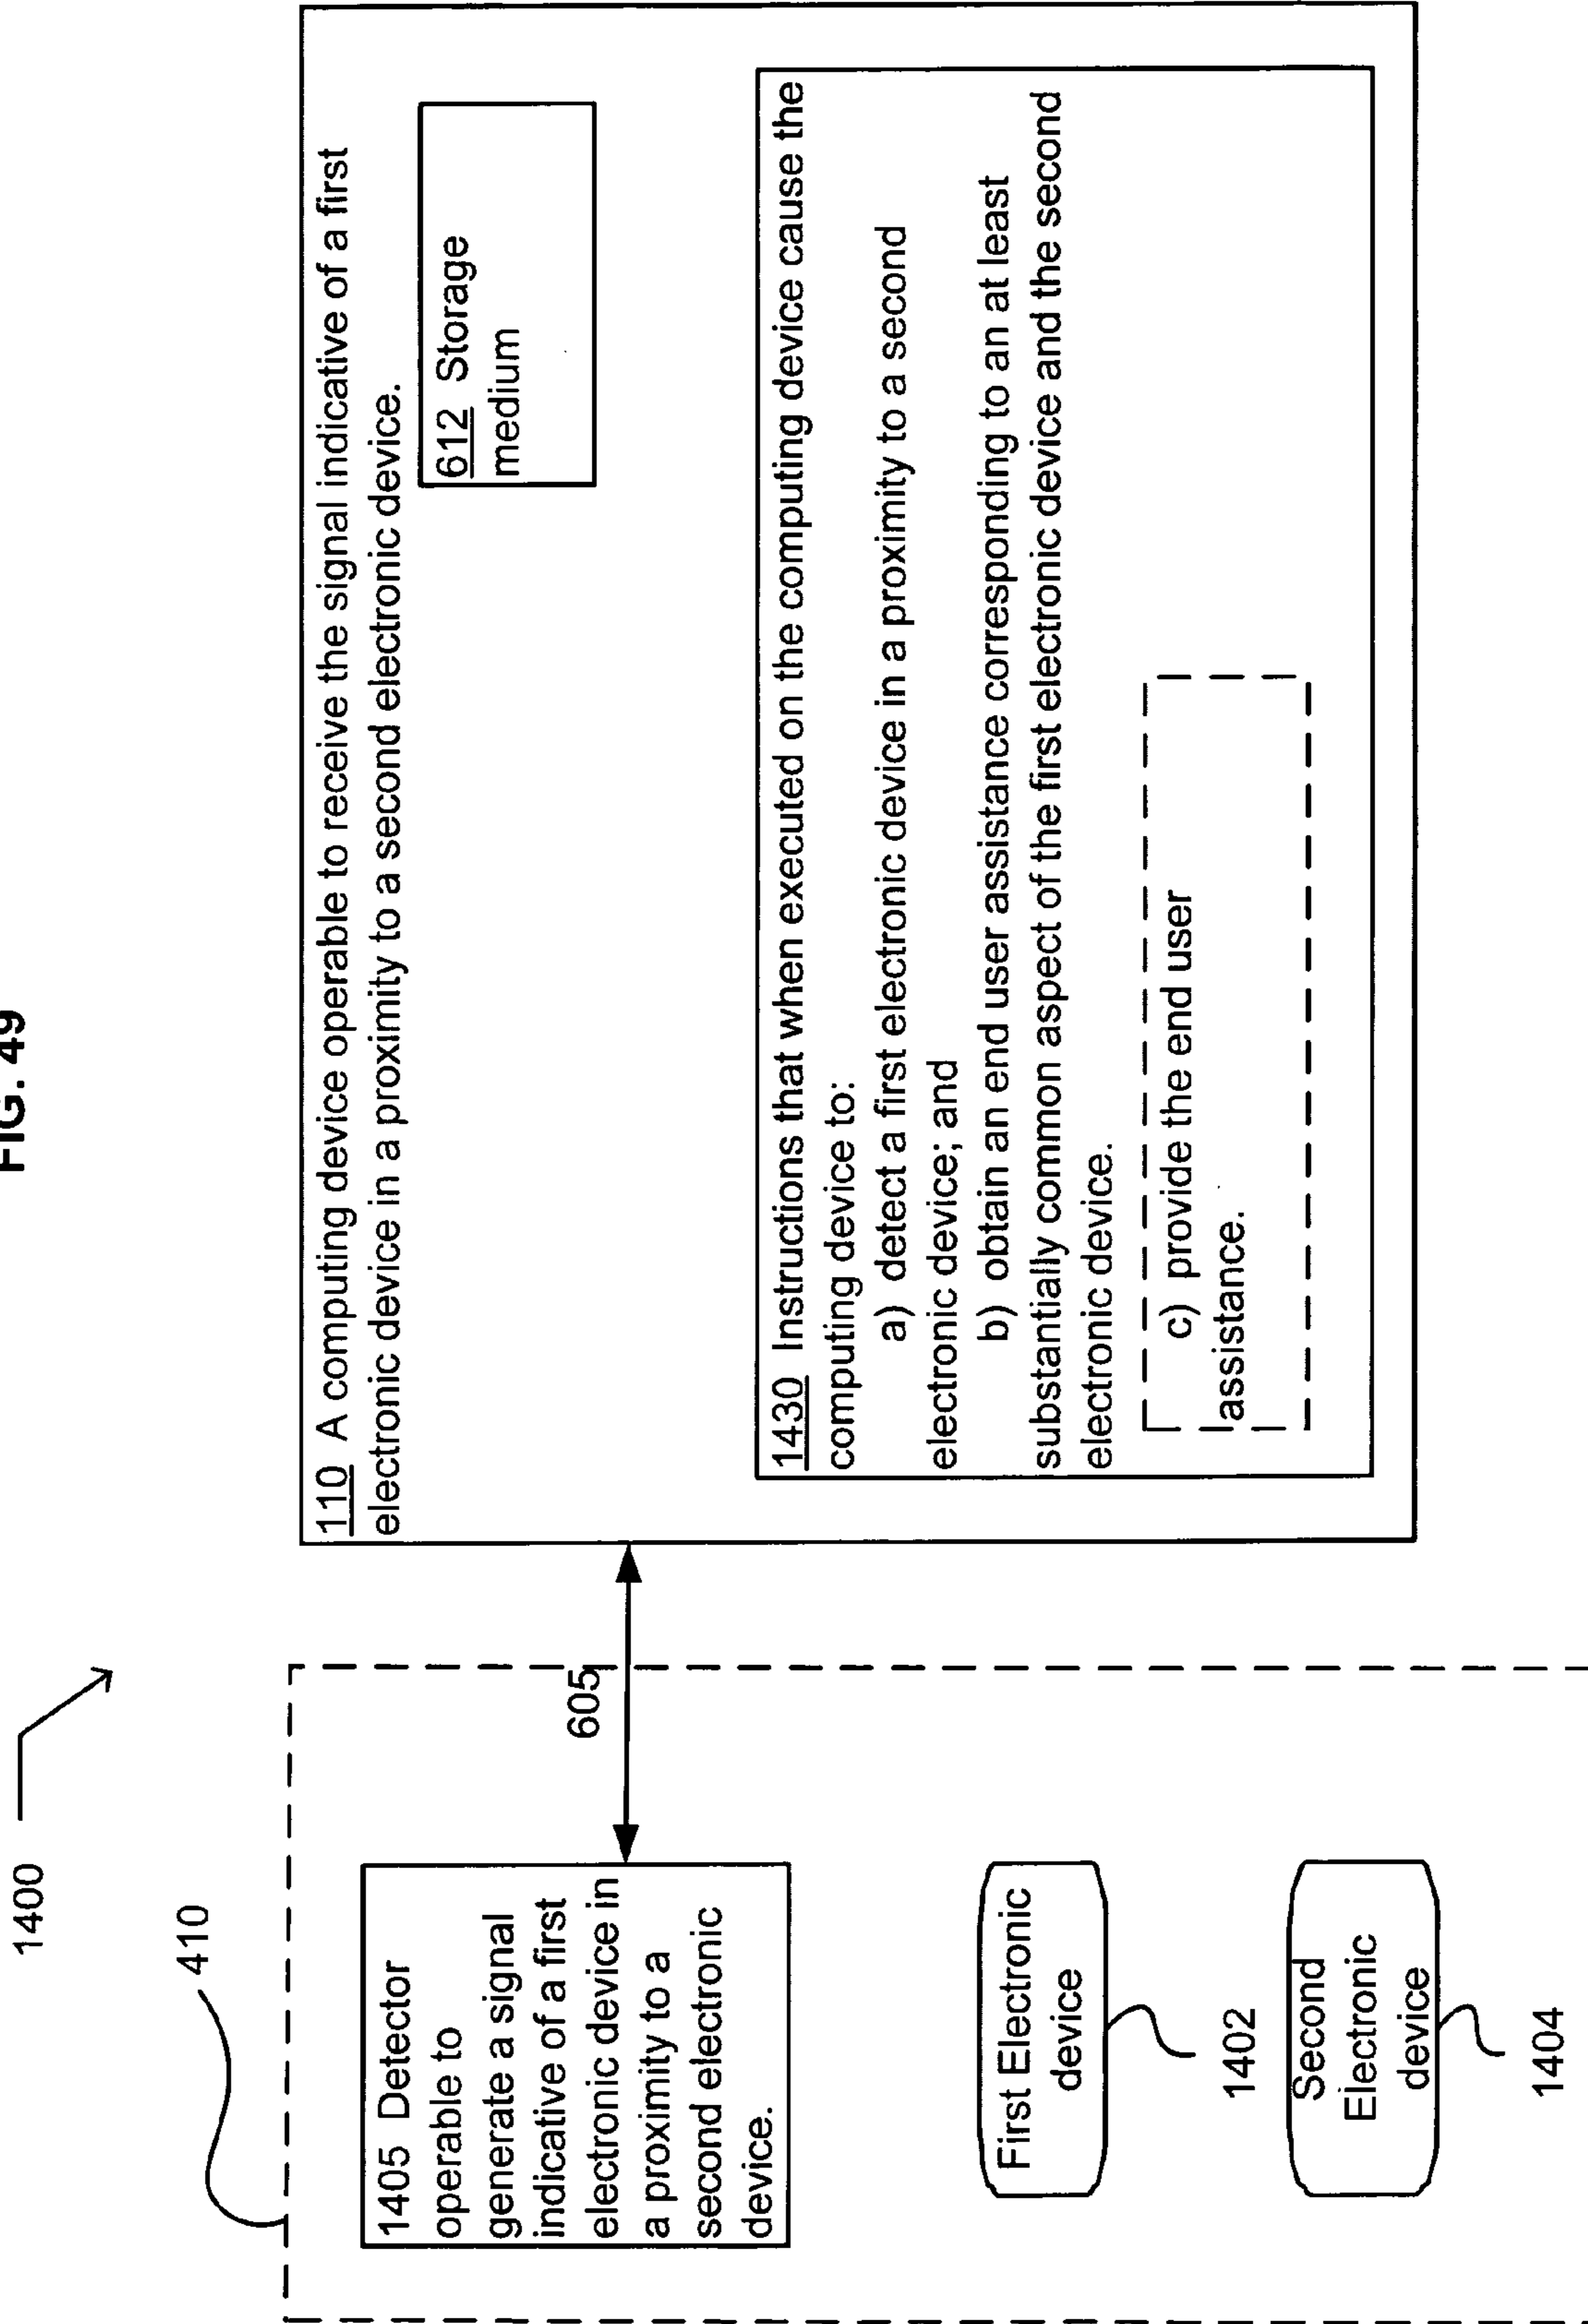 FIG. 49
1400
410
1405 Detector
operable to
generate a signal
indicative of a first
electronic device in
a proximity to a
second electronic
device.
605
First Electronic
device
1402
Second
Electronic
device
1404
110 A computing device operable to receive the signal indicative of a first
electronic device in a proximity to a second electronic device.
612 Storage
medium
1430 Instructions that when executed on the computing device cause the
computing device to:
a) detect a first electronic device in a proximity to a second
electronic device; and
b) obtain an end user assistance corresponding to an at least
substantially common aspect of the first electronic device and the second
electronic device.
c) provide the end user
assistance.